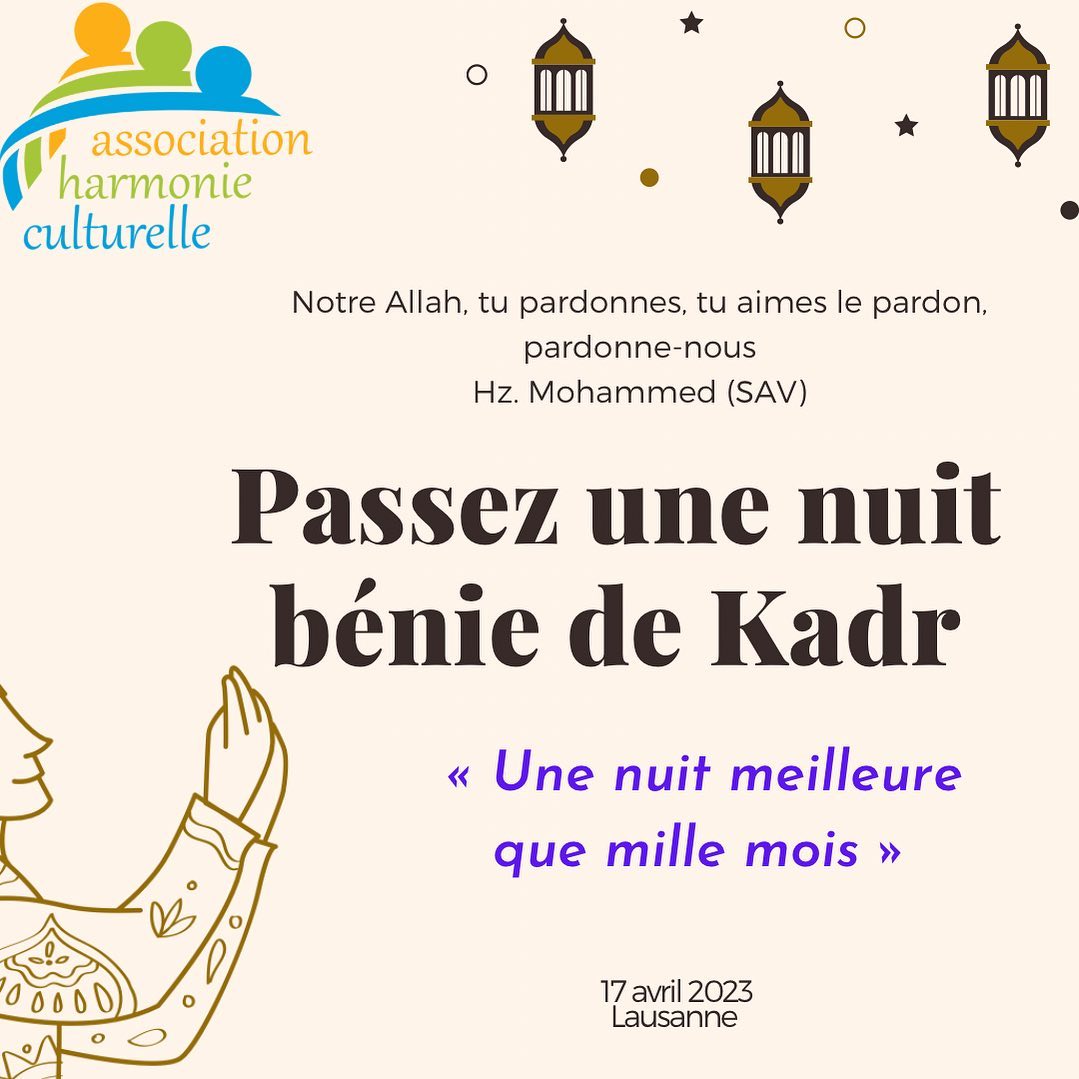 association
harmonie
culturelle
Notre Allah, tu pardonnes, tu aimes le pardon,
pardonne-nous
Hz. Mohammed (SAV)
Passez une nuit
bénie de Kadr
« Une nuit meilleure
que mille mois »
17 avril 2023
Lausanne